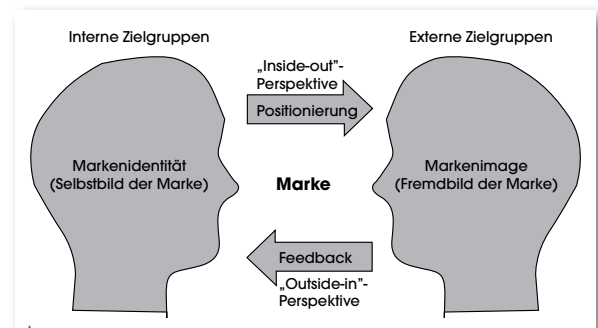 Interne Zielgruppen
Externe Zielgruppen
„Inside-out"-
Perspektive
Positionierung
Markenidentität
(Selbstbild der Marke)
Marke
Markenimage
(Fremdbild der Marke)
Feedback
„Outside-in"-
Perspektive